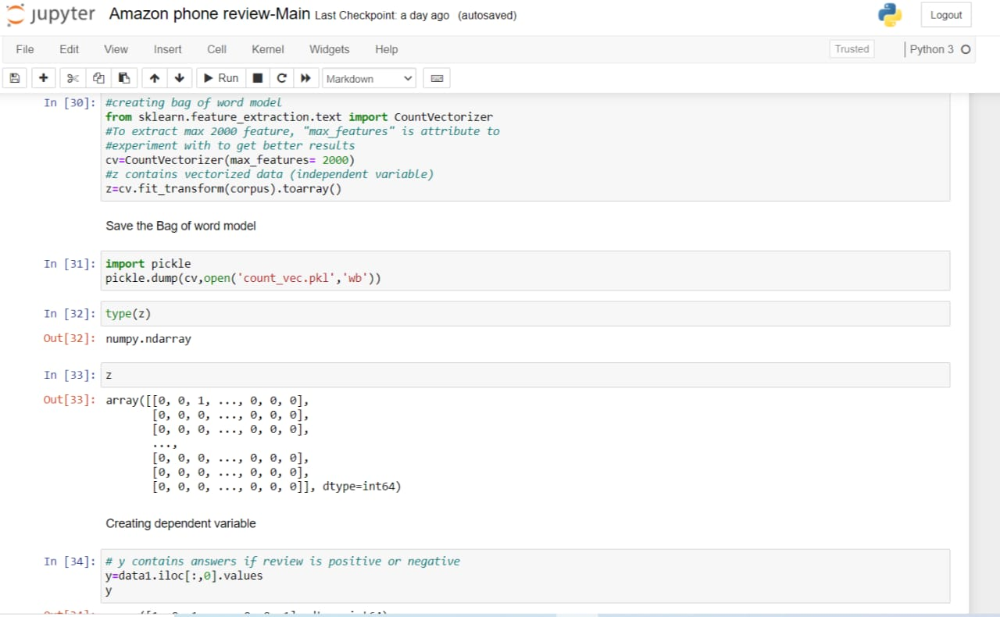 jupyter Amazon phone review-Main Last Checkpoint: a day ago (autosaved)
Logout
File Edit View Insert Cell Kernel Widgets Help
Trusted
Python 3
Run
Markdown
In [30]: #creating bag of word model
from sklearn.feature_extraction.text import CountVectorizer
#To extract max 2000 feature, "max_features" is attribute to
#experiment with to get better results
cv=CountVectorizer(max_features= 2000)
#z contains vectorized data (independent variable)
z=cv.fit_transform(corpus).toarray()
Save the Bag of word model
In [31]: import pickle
pickle.dump(cv,open('count_vec.pkl','wb'))
In [32]: type(z)
Out[32]: numpy.ndarray
In [33]: z
Out[33]: array([[0, 0, 1, ..., 0, 0, 0],
[0, 0, 0, ..., 0, 0, 0],
[0, 0, 0, ..., 0, 0, 0],
...,
[0, 0, 0, ..., 0, 0, 0],
[0, 0, 0, ..., 0, 0, 0],
[0, 0, 0, ..., 0, 0, 0]], dtype=int64)
Creating dependent variable
In [34]: # y contains answers if review is positive or negative
y=data1.iloc[:,0].values
y